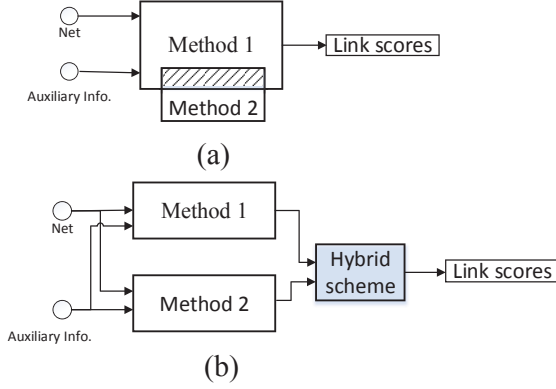 Net
Method 1
Link scores
Auxiliary Info.
Method 2
(a)
Net
Method 1
Hybrid
scheme
Link scores
Method 2
Auxiliary Info.
(b)